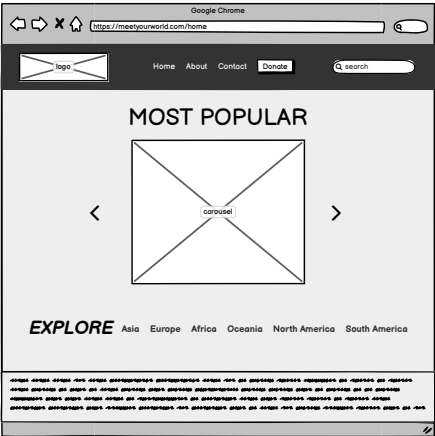 Google Chrome
https://meetyourworld.com/home
logo Home About Contact Donate search
MOST POPULAR
carousel
EXPLORE Asia Europe Africa Oceania North America South America